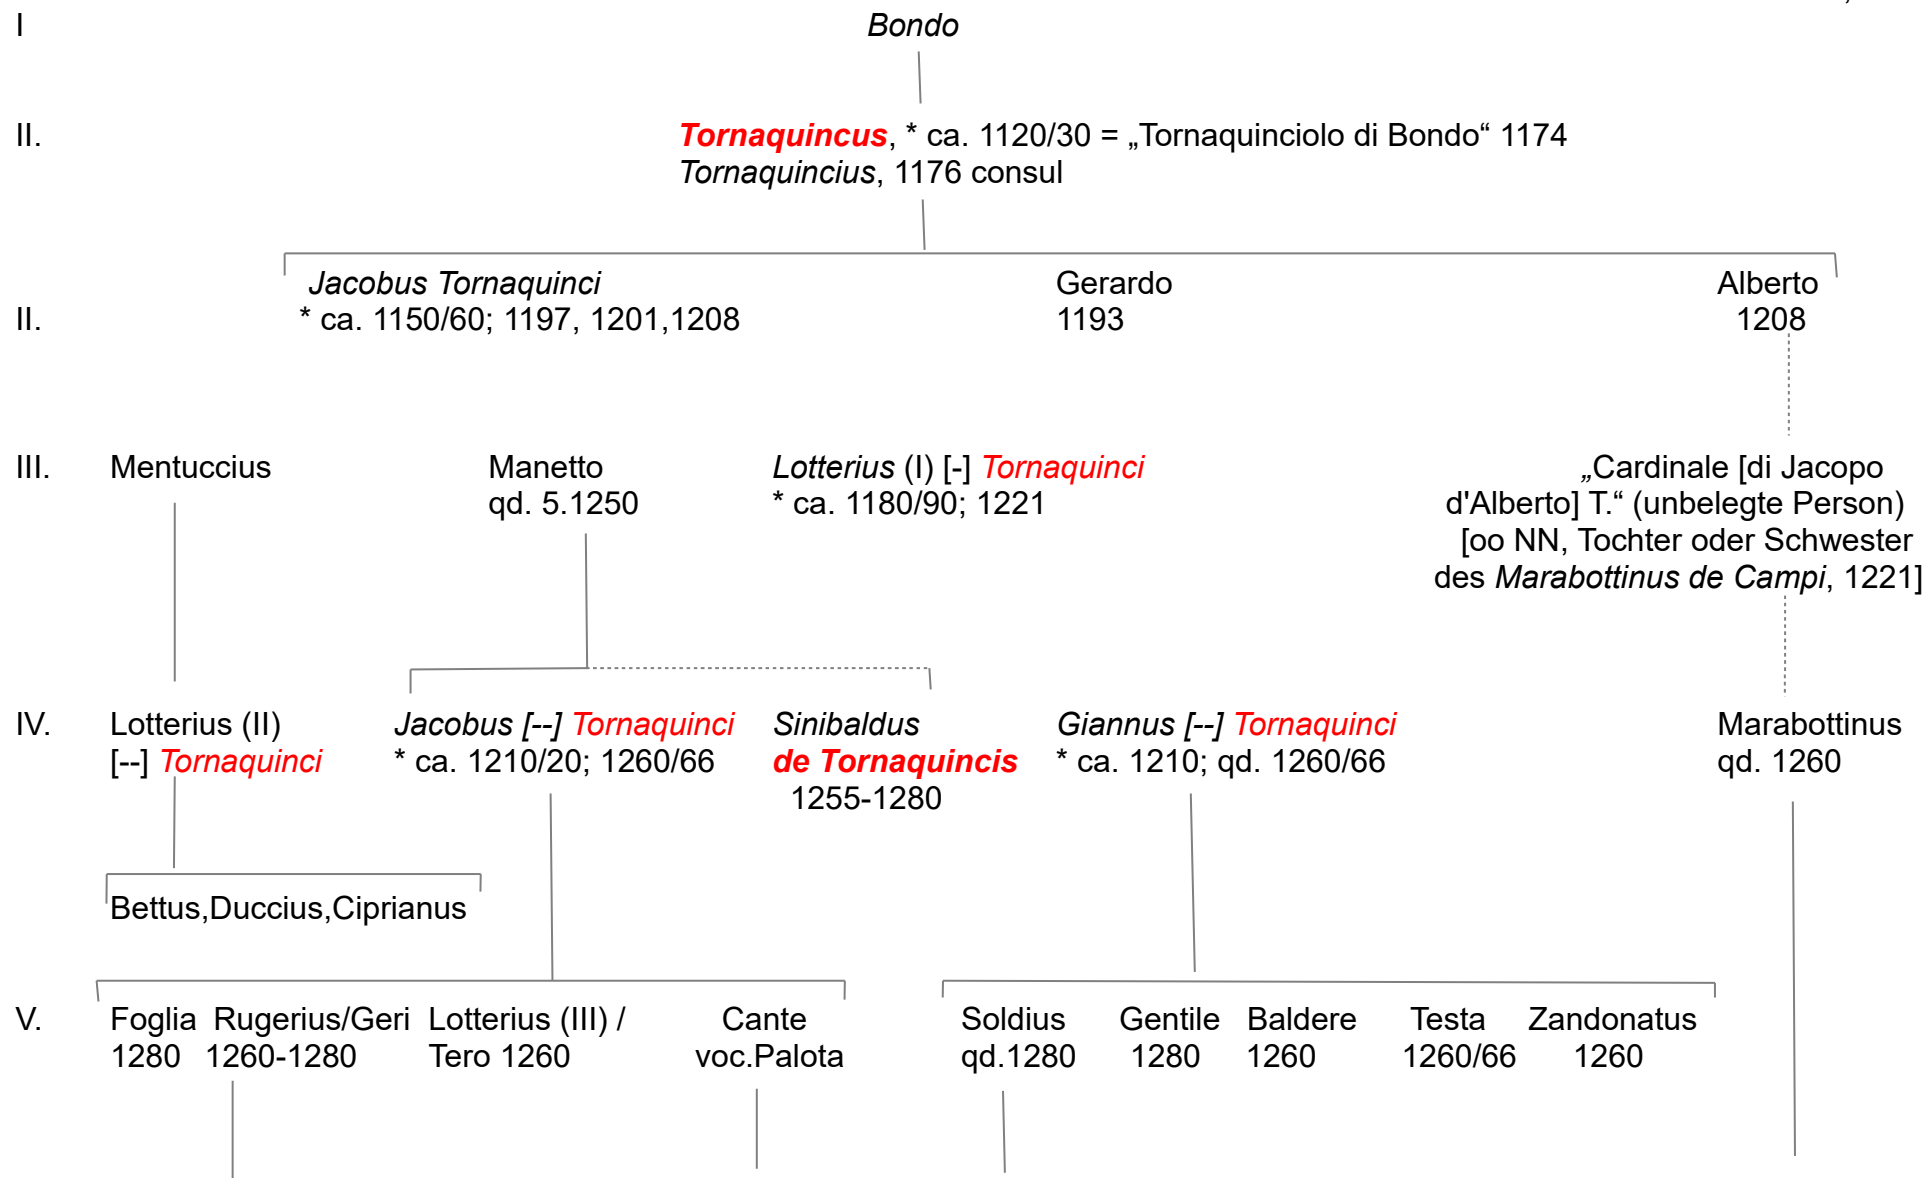 I Bondo
II. Tornaquincus, * ca. 1120/30 = „Tornaquinciolo di Bondo“ 1174
Tornaquincius, 1176 consul
Jacobus Tornaquinci Gerardo Alberto
II. * ca. 1150/60; 1197, 1201,1208 1193 1208
III. Mentuccius Manetto Lotterius (I) [-] Tornaquinci „Cardinale [di Jacopo
qd. 5.1250 * ca. 1180/90; 1221 d'Alberto] T.“ (unbelegte Person)
[oo NN, Tochter oder Schwester
des Marabottinus de Campi, 1221]
IV. Lotterius (II) Jacobus [--] Tornaquinci Sinibaldus Giannus [--] Tornaquinci Marabottinus
[--] Tornaquinci * ca. 1210/20; 1260/66 de Tornaquincis * ca. 1210; qd. 1260/66 qd. 1260
1255-1280
Bettus,Duccius,Ciprianus
V. Foglia Rugerius/Geri Lotterius (III) / Cante Soldius Gentile Baldere Testa Zandonatus
1280 1260-1280 Tero 1260 voc.Palota qd.1280 1280 1260 1260/66 1260